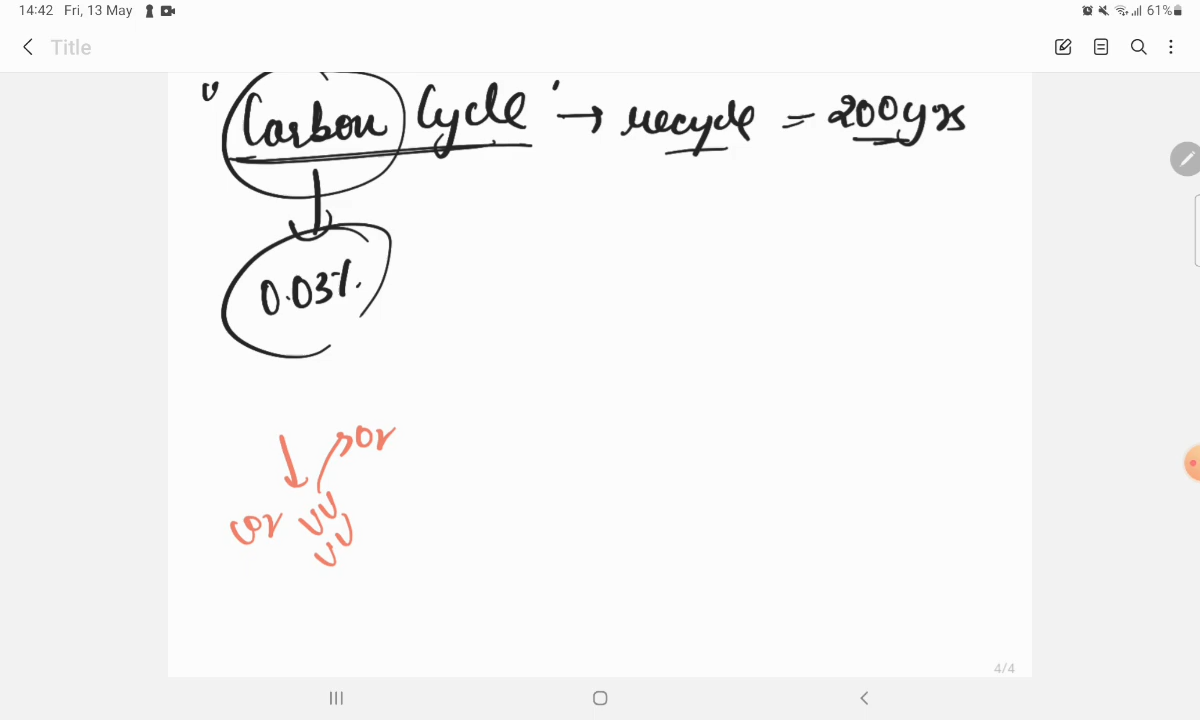 14:42 Fri, 13 May 61%
Title
"Carbon Cycle' → recycle = 200yrs
0.03%.
4/4